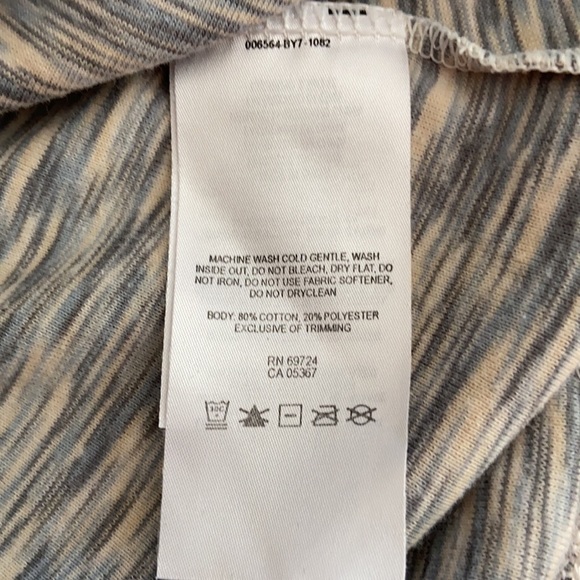 006564-BY7-1082
MACHINE WASH COLD GENTLE, WASH
INSIDE OUT, DO NOT BLEACH, DRY FLAT, DO
NOT IRON, DO NOT USE FABRIC SOFTENER,
DO NOT DRYCLEAN
BODY: 80% COTTON, 20% POLYESTER
EXCLUSIVE OF TRIMMING
RN 69724
CA 05367
30C